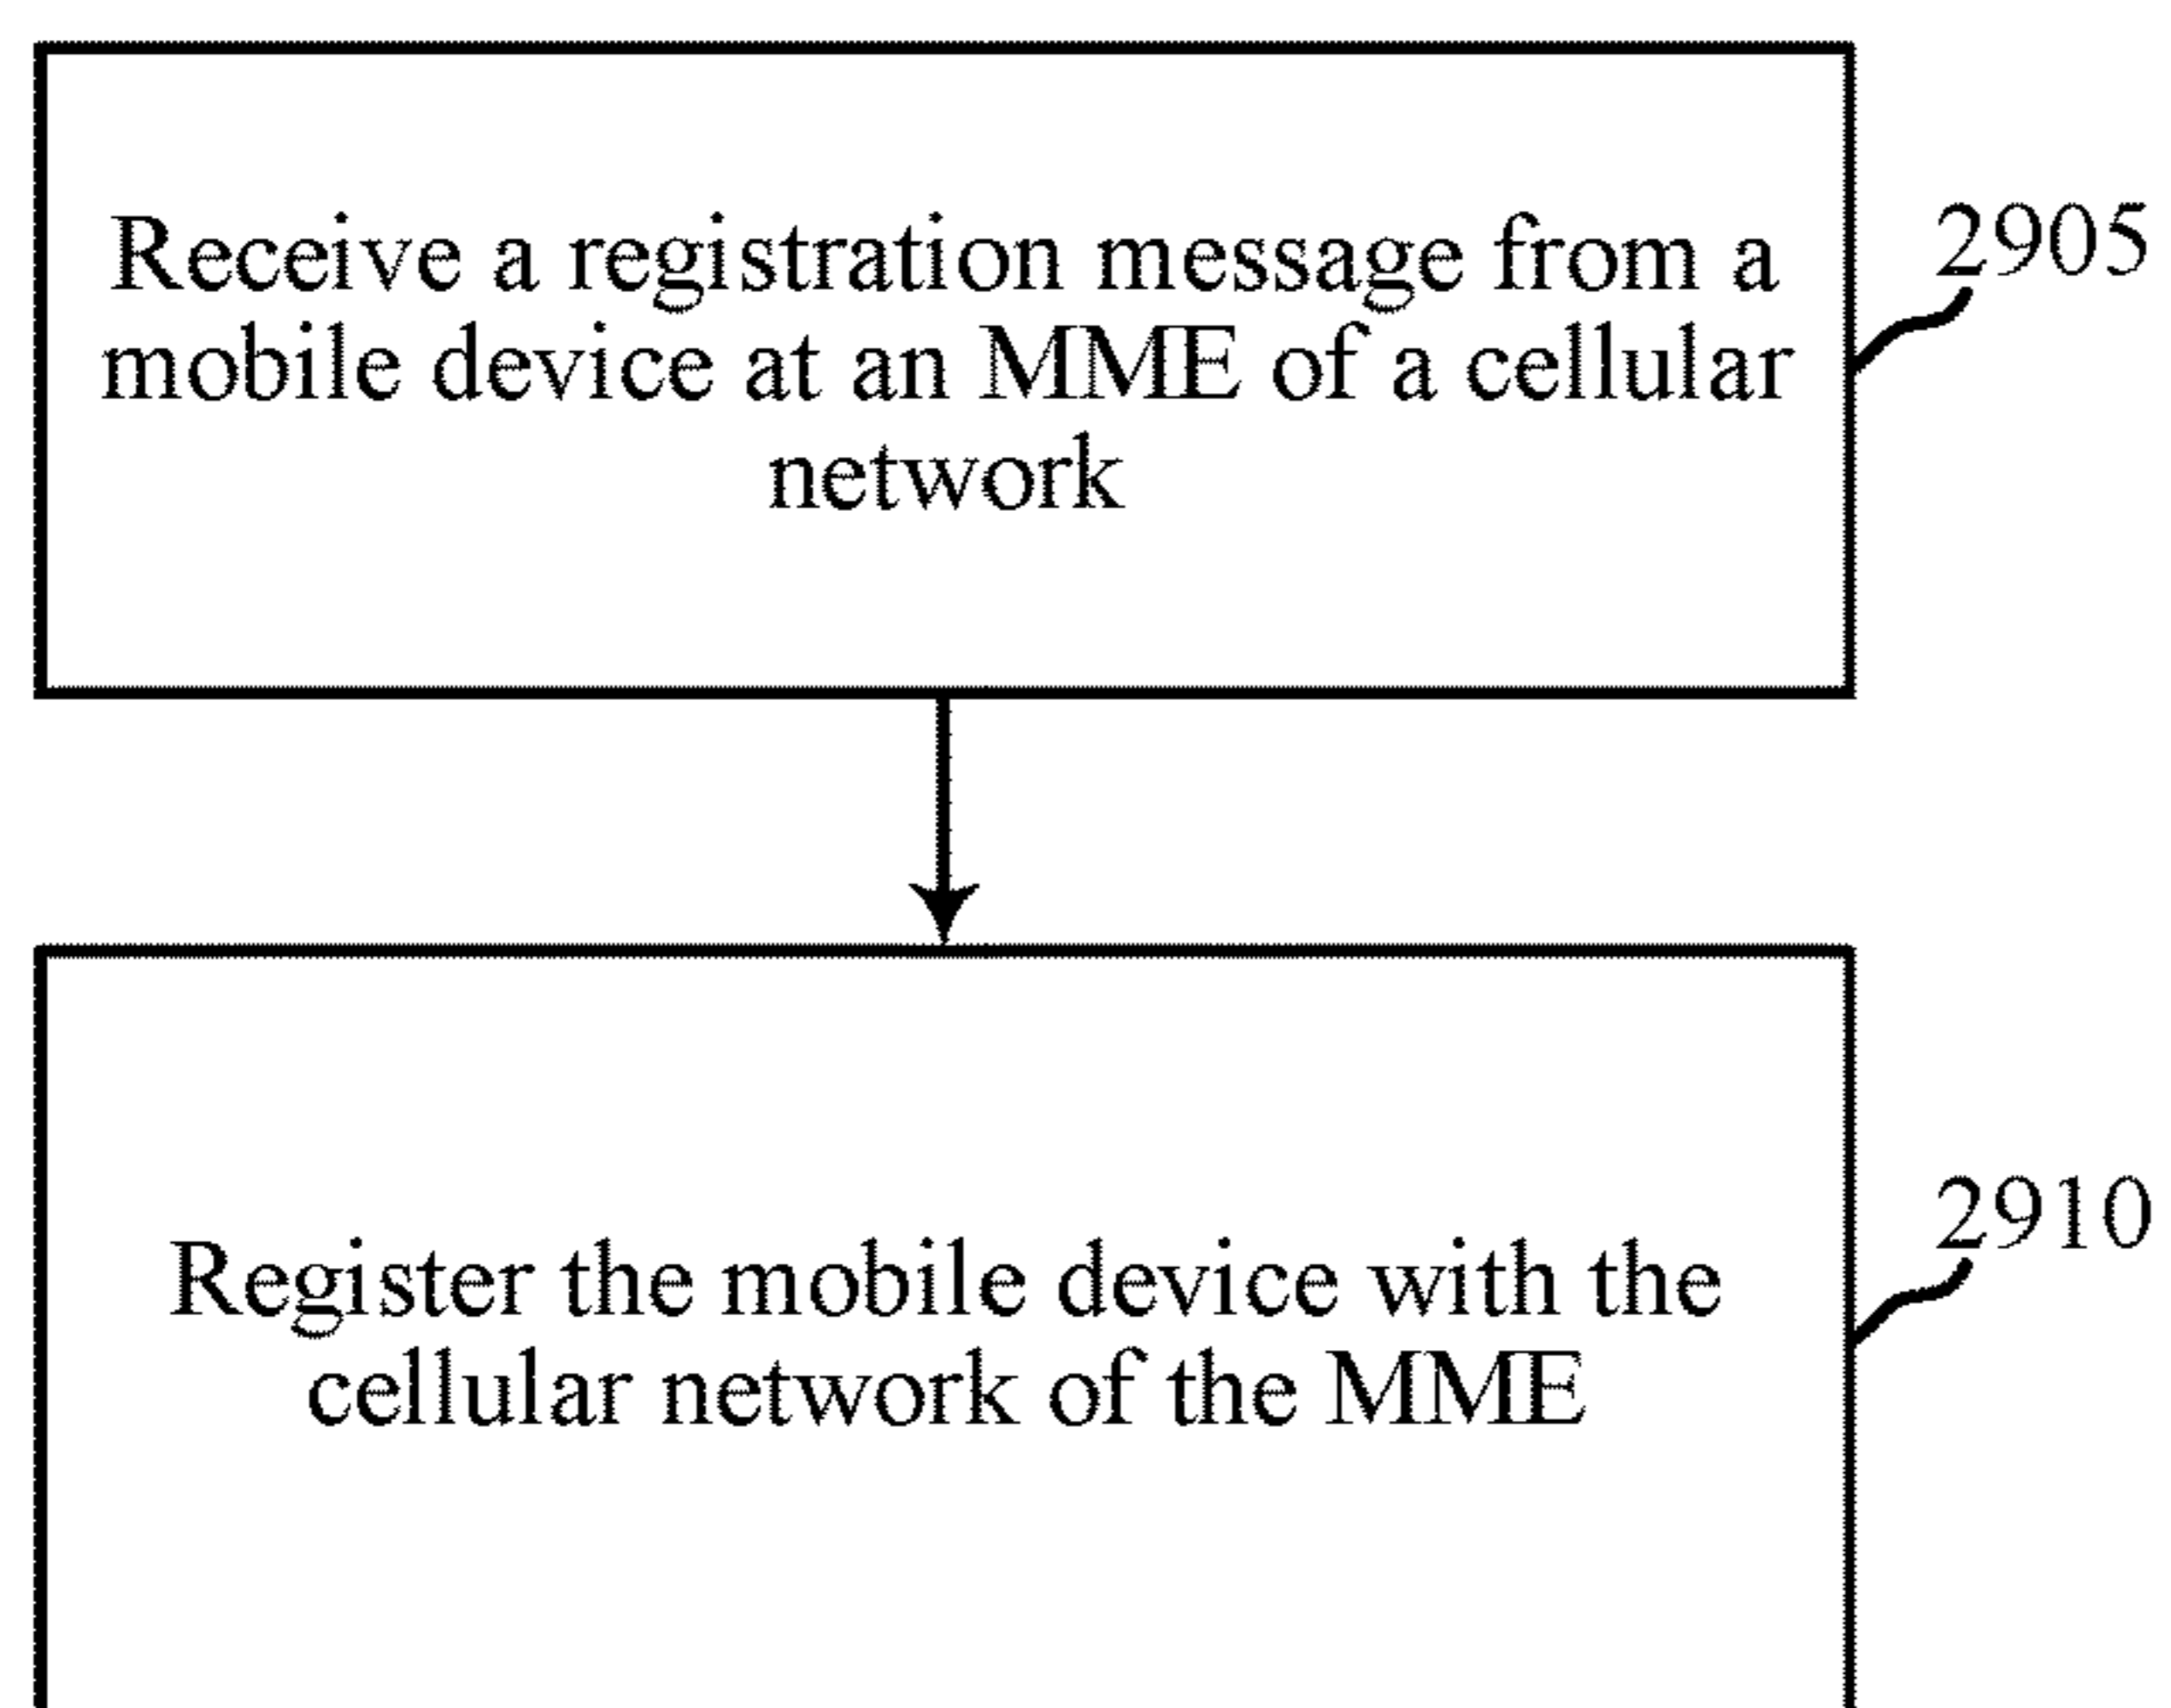 Receive a registration message from a
mobile device at an MME of a cellular
network
2905
Register the mobile device with the
cellular network of the MME
2910